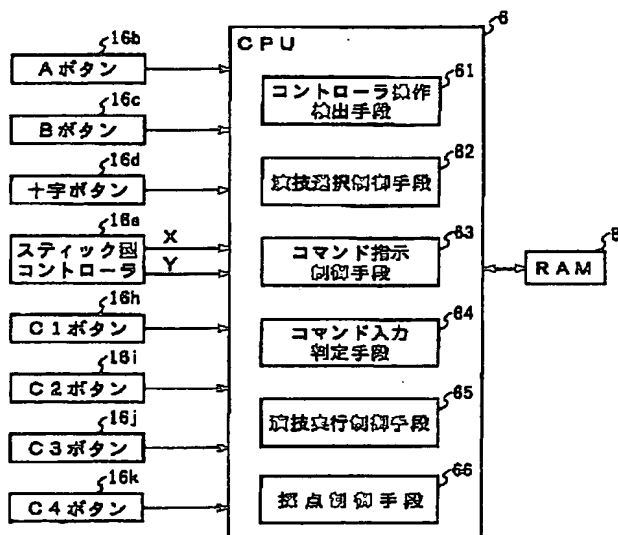 6
CPU
16b
Aボタン
16c
Bボタン
16d
十字ボタン
16a
スティック型
コントローラ
X
Y
16h
C1ボタン
16i
C2ボタン
16j
C3ボタン
16k
C4ボタン
61
コントローラ操作
検出手段
62
演技選択制御手段
63
コマンド指示
制御手段
64
コマンド入力
判定手段
65
演技実行制御手段
66
採点制御手段
8
RAM